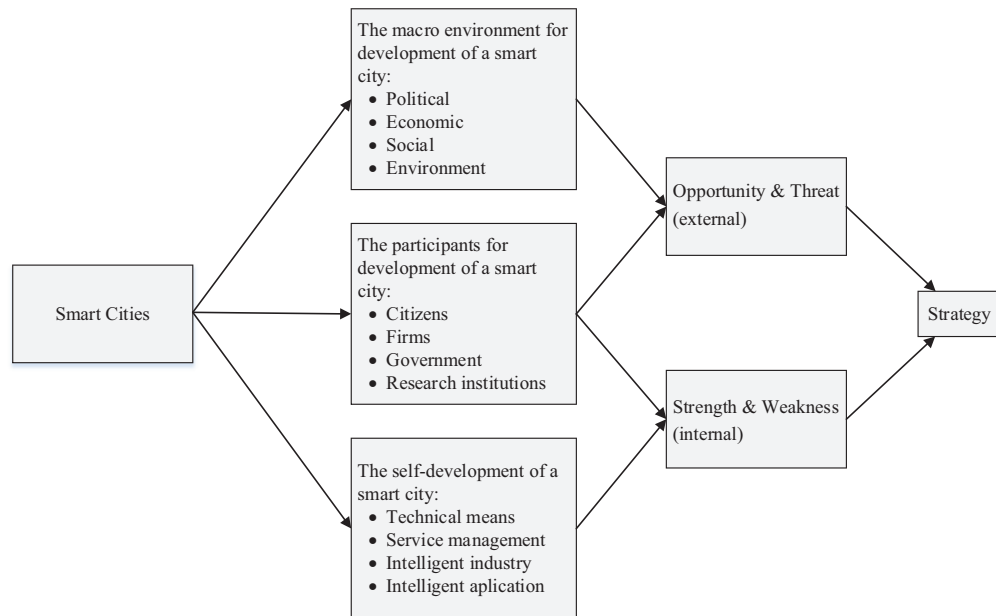 Smart Cities
The macro environment for
development of a smart
city:
• Political
• Economic
• Social
• Environment
The participants for
development of a smart
city:
• Citizens
• Firms
• Government
• Research institutions
The self-development of a
smart city:
• Technical means
• Service management
• Intelligent industry
• Intelligent aplication
Opportunity & Threat
(external)
Strength & Weakness
(internal)
Strategy